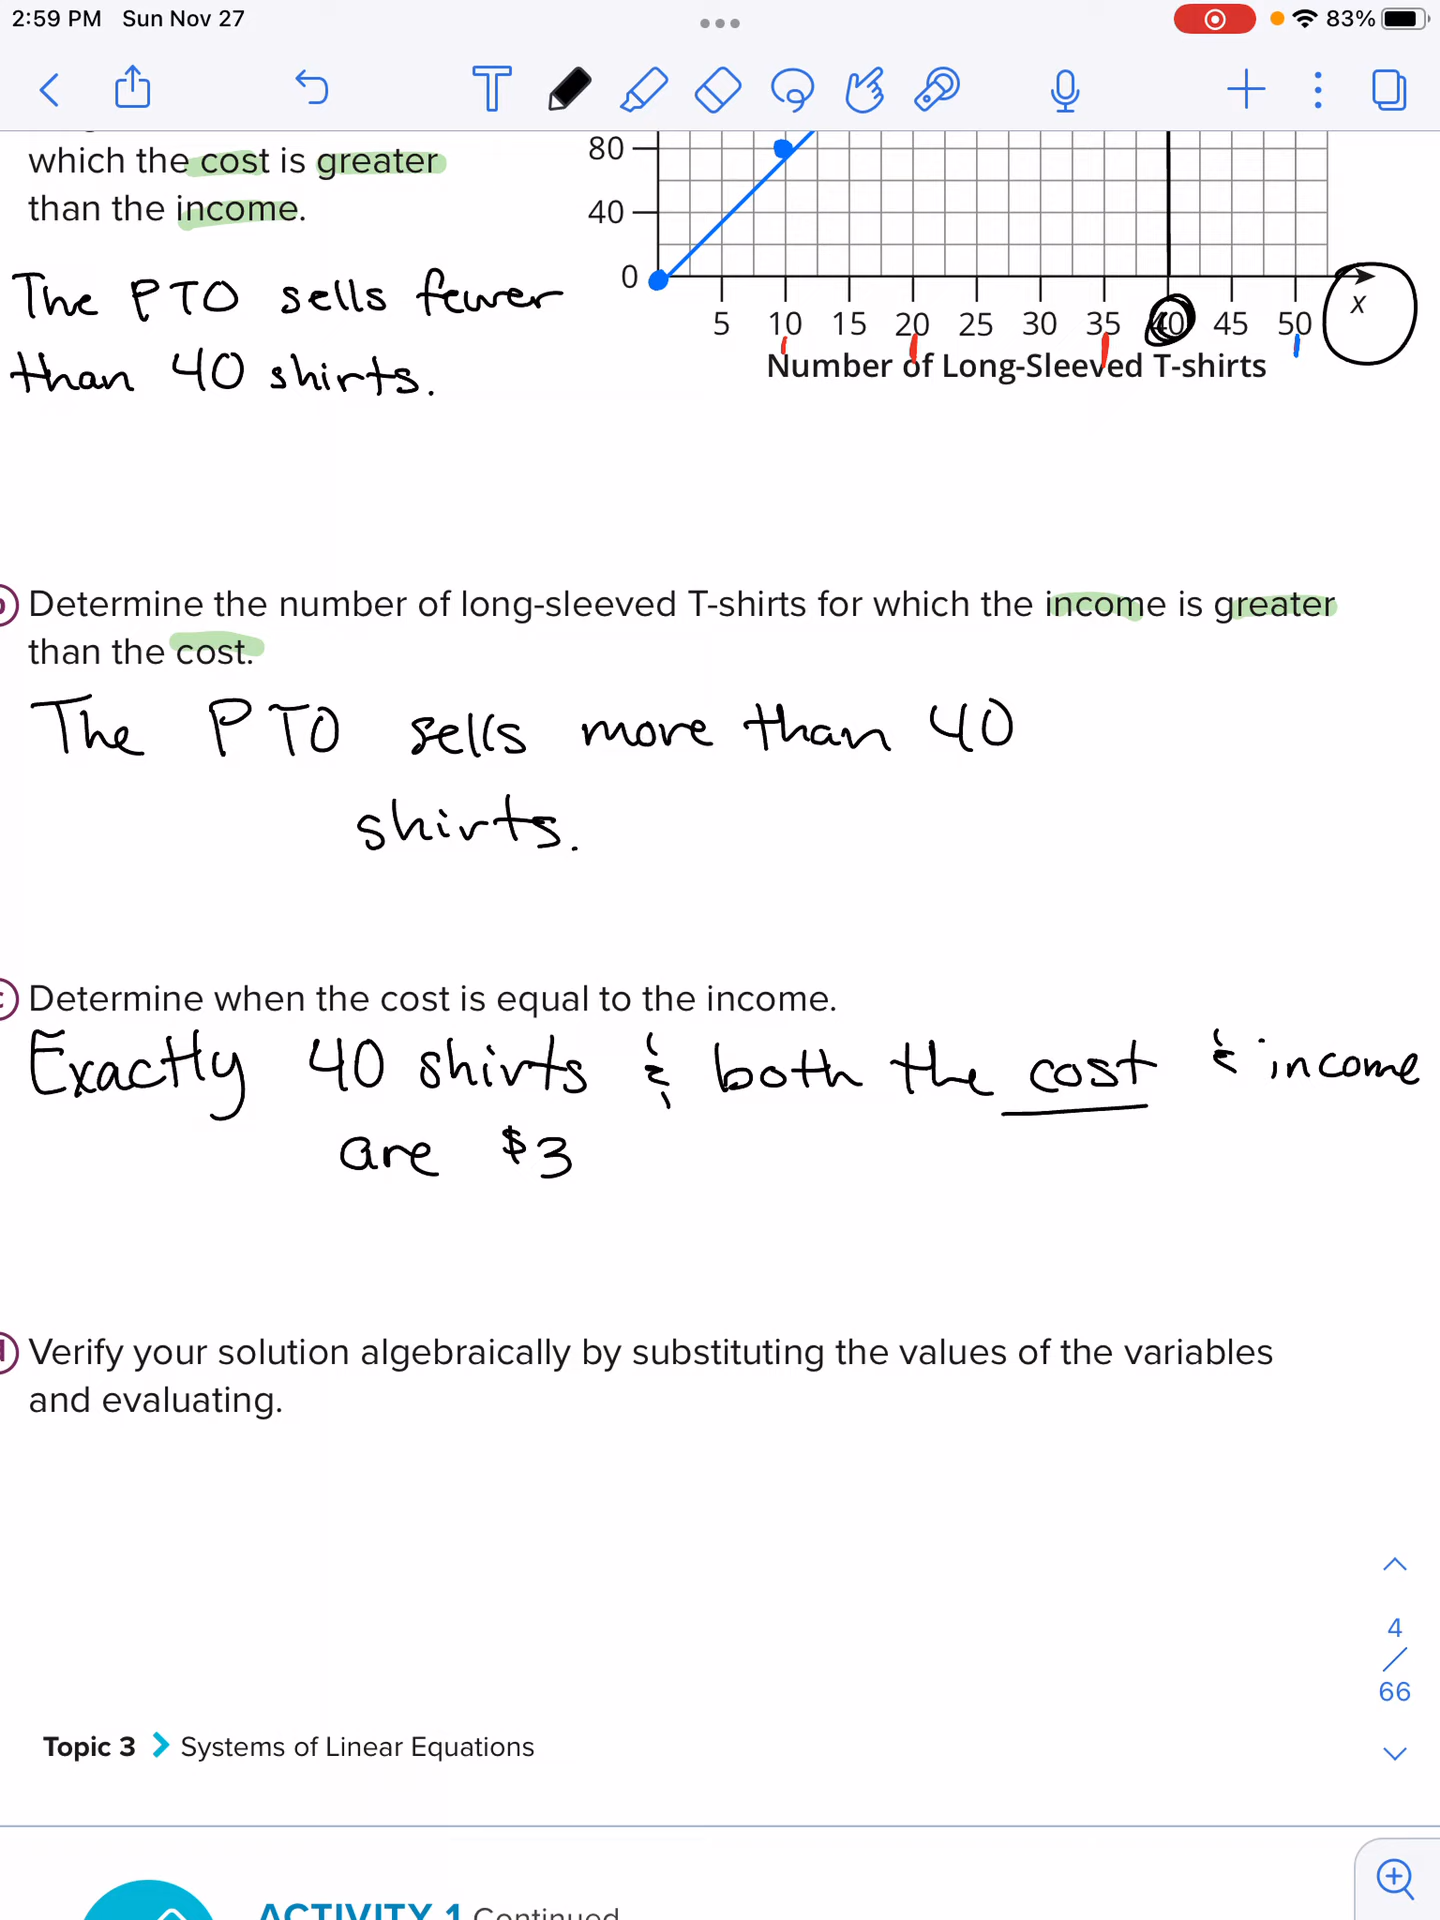 2:59 PM Sun Nov 27
83%
which the cost is greater
than the income.
80
40
0
5 10 15 20 25 30 35 40 45 50
x
Number of Long-Sleeved T-shirts
The PTO sells fewer
than 40 shirts.
Determine the number of long-sleeved T-shirts for which the income is greater
than the cost.
The PTO sells more than 40
shirts.
Determine when the cost is equal to the income.
Exactly 40 shirts & both the cost & income
are $3
Verify your solution algebraically by substituting the values of the variables
and evaluating.
4
/
66
Topic 3 > Systems of Linear Equations
ACTIVITY 1 Continued